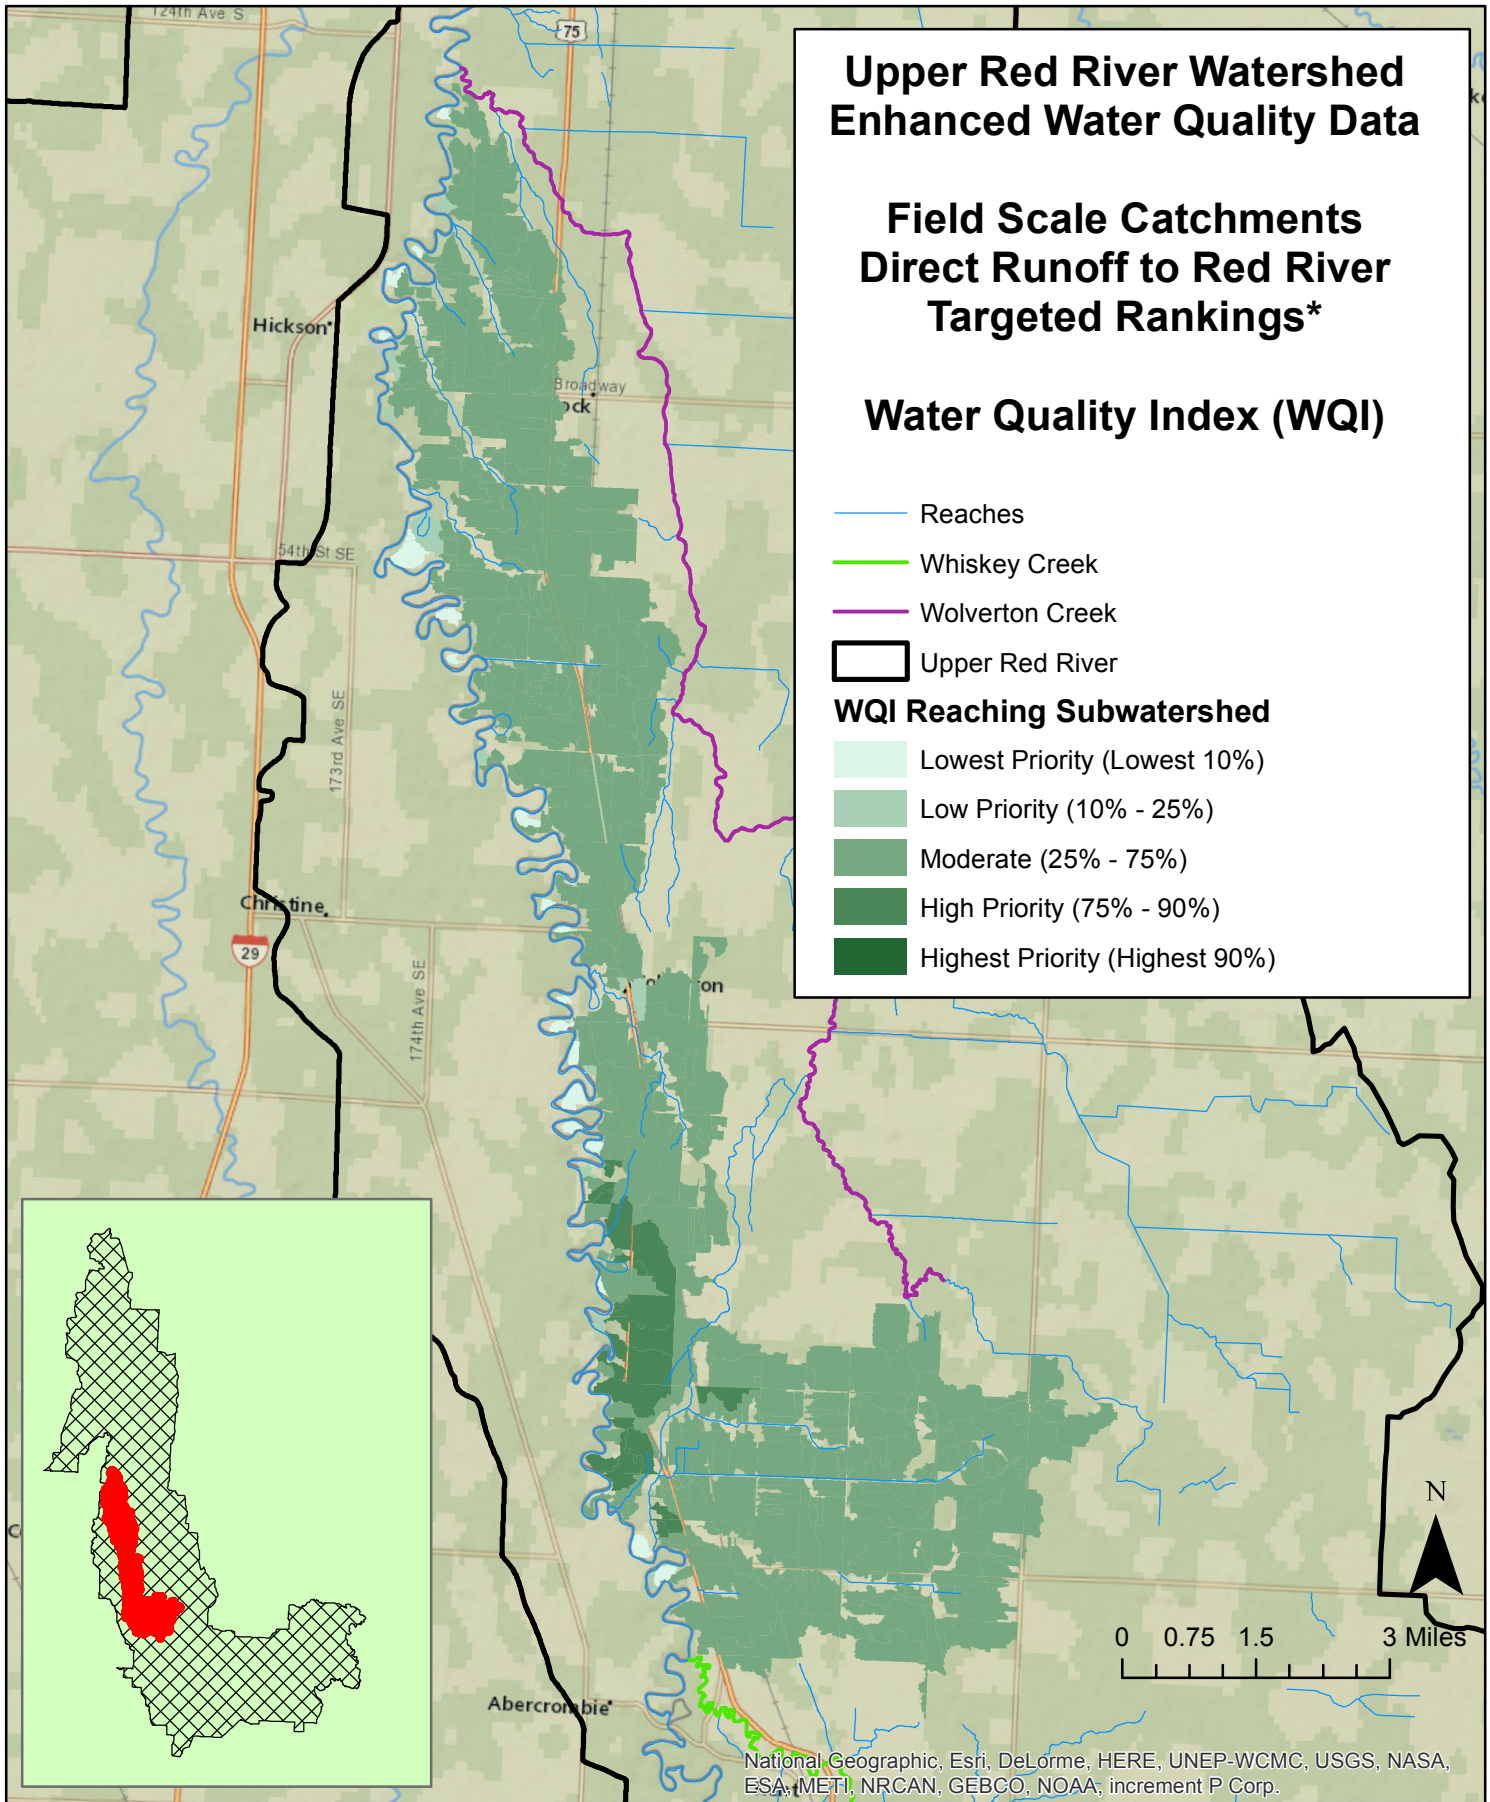 124th Ave S
75
Upper Red River Watershed
Enhanced Water Quality Data
Field Scale Catchments
Direct Runoff to Red River
Targeted Rankings*
Water Quality Index (WQI)
Reaches
Whiskey Creek
Wolverton Creek
Upper Red River
WQI Reaching Subwatershed
Lowest Priority (Lowest 10%)
Low Priority (10% - 25%)
Moderate (25% - 75%)
High Priority (75% - 90%)
Highest Priority (Highest 90%)
Hickson
Broadway
ock
54th St SE
173rd Ave SE
Christine
29
174th Ave SE
on
N
0 0.75 1.5 3 Miles
Abercrombie
National Geographic, Esri, DeLorme, HERE, UNEP-WCMC, USGS, NASA,
ESA, METI, NRCAN, GEBCO, NOAA, increment P Corp.